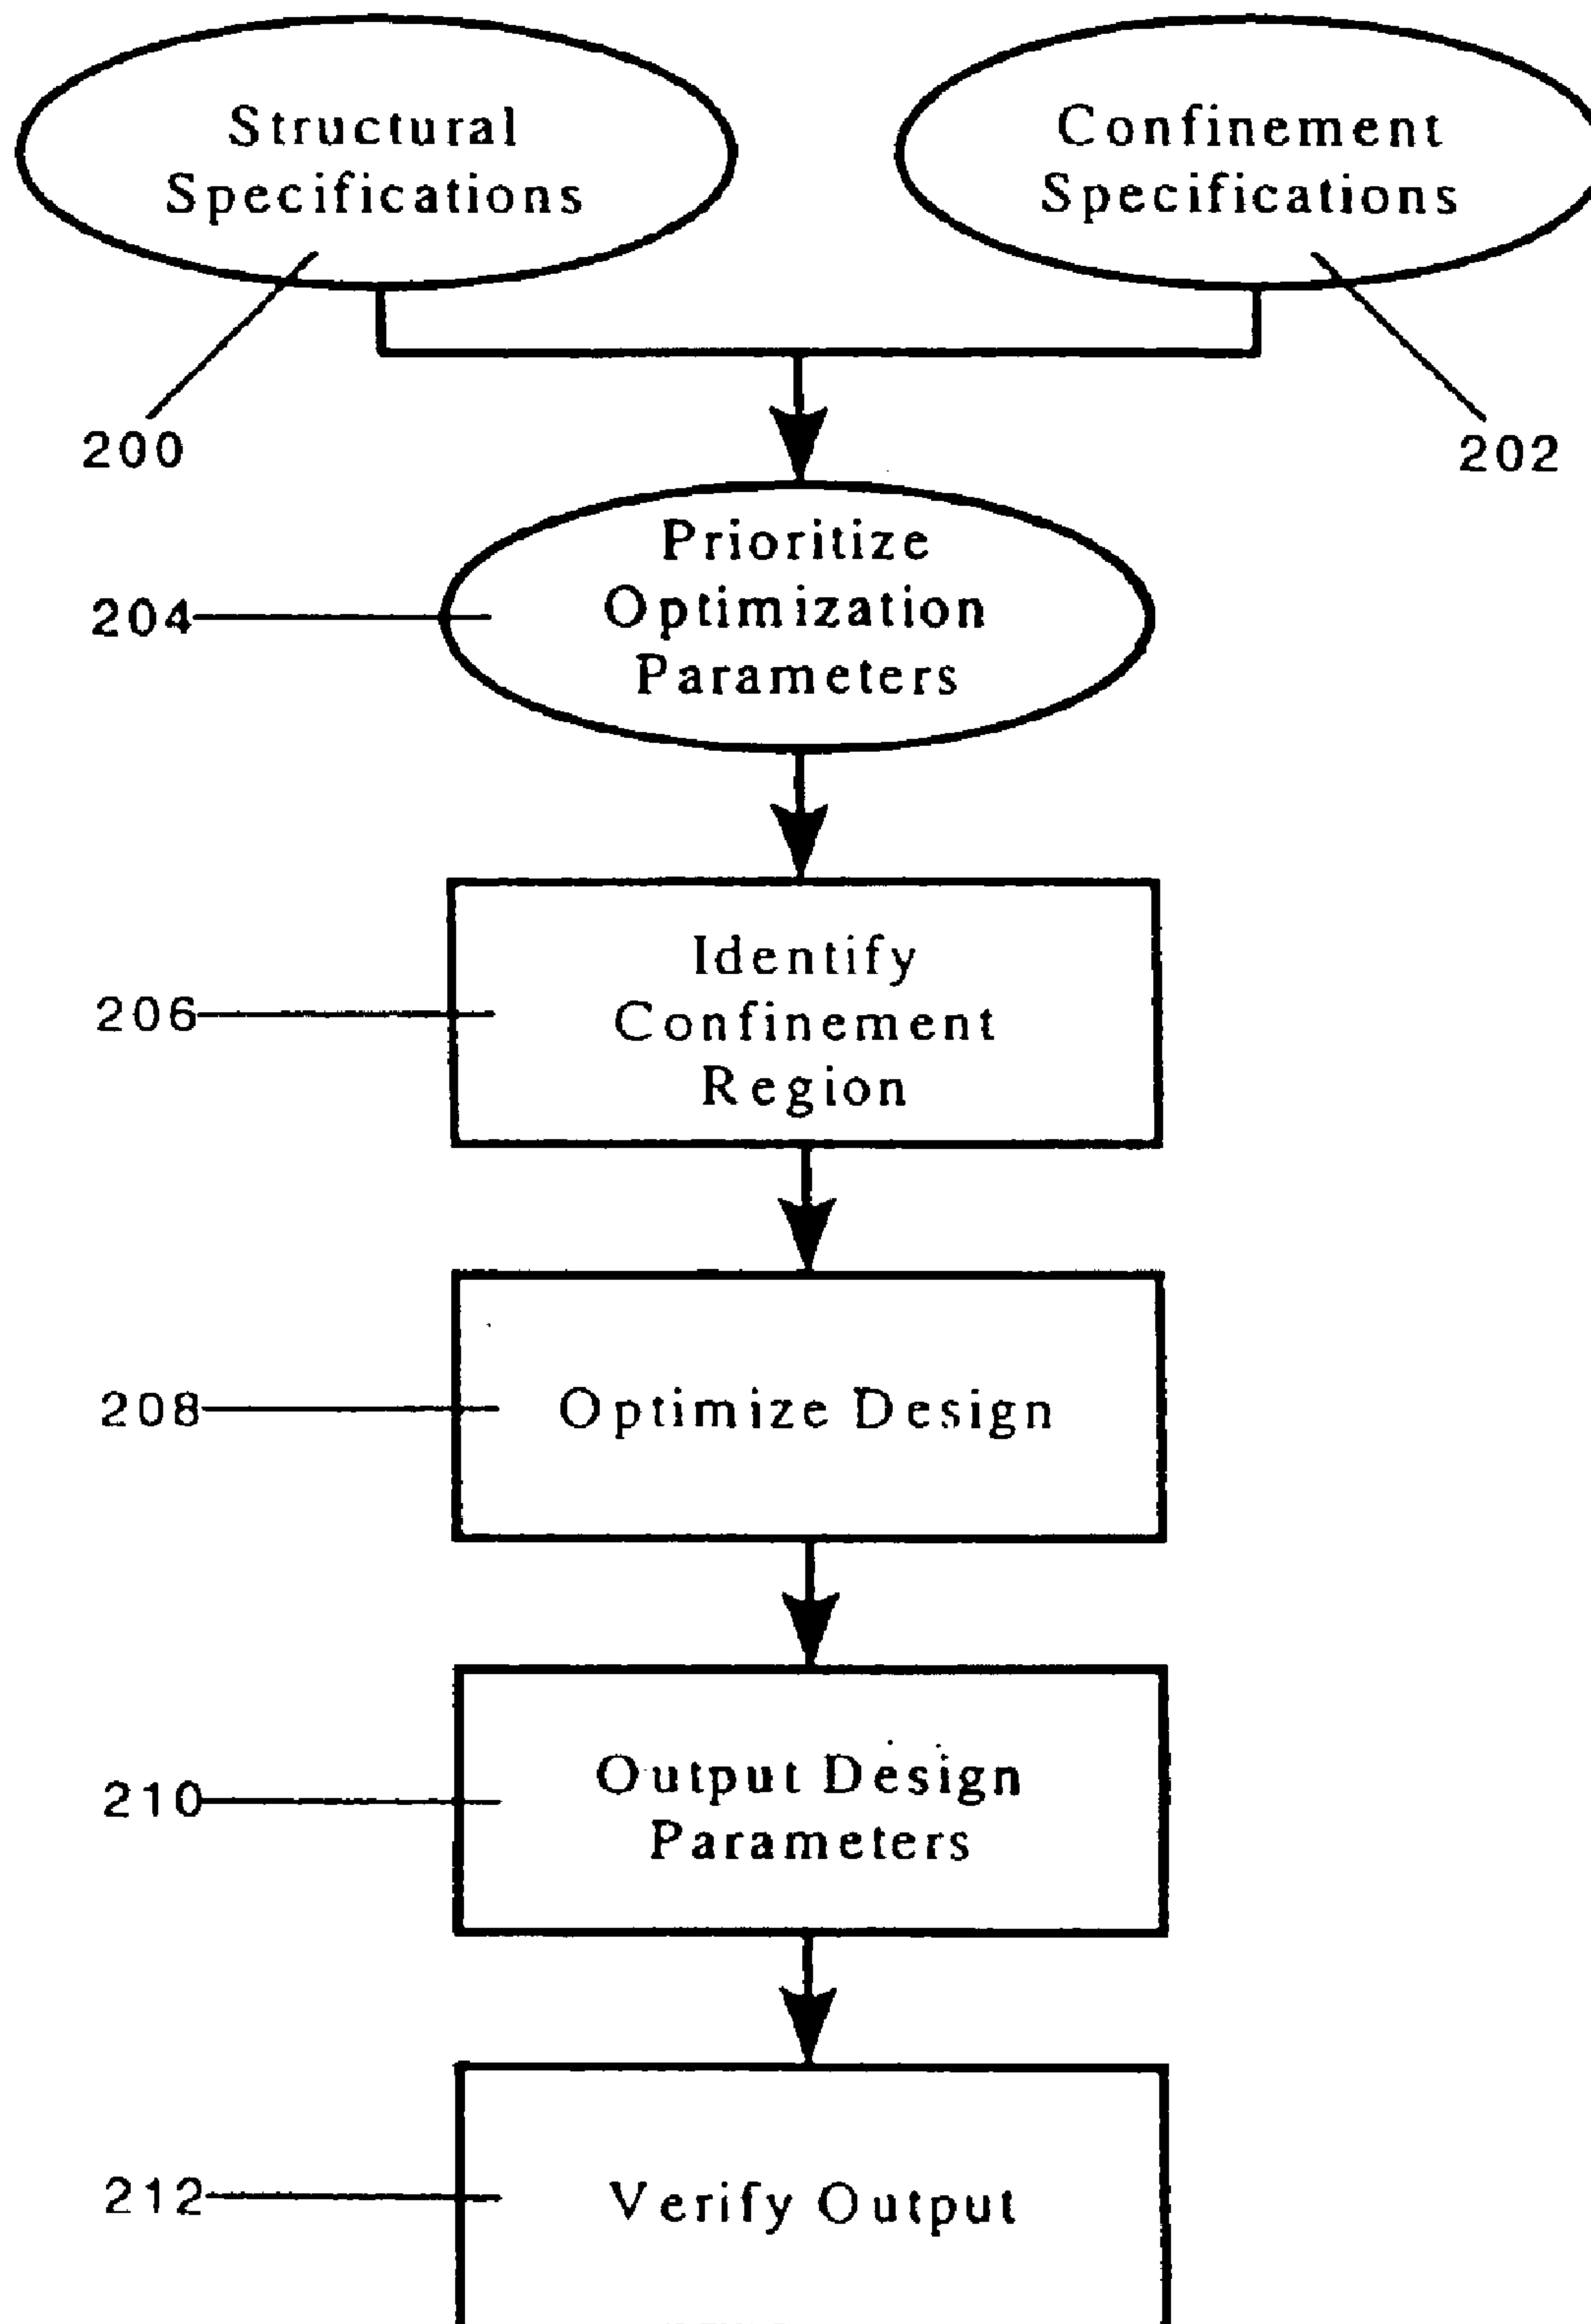 Structural
Specifications
Confinement
Specifications
200
202
Prioritize
Optimization
Parameters
204
Identify
Confinement
Region
206
Optimize Design
208
Output Design
Parameters
210
Verify Output
212